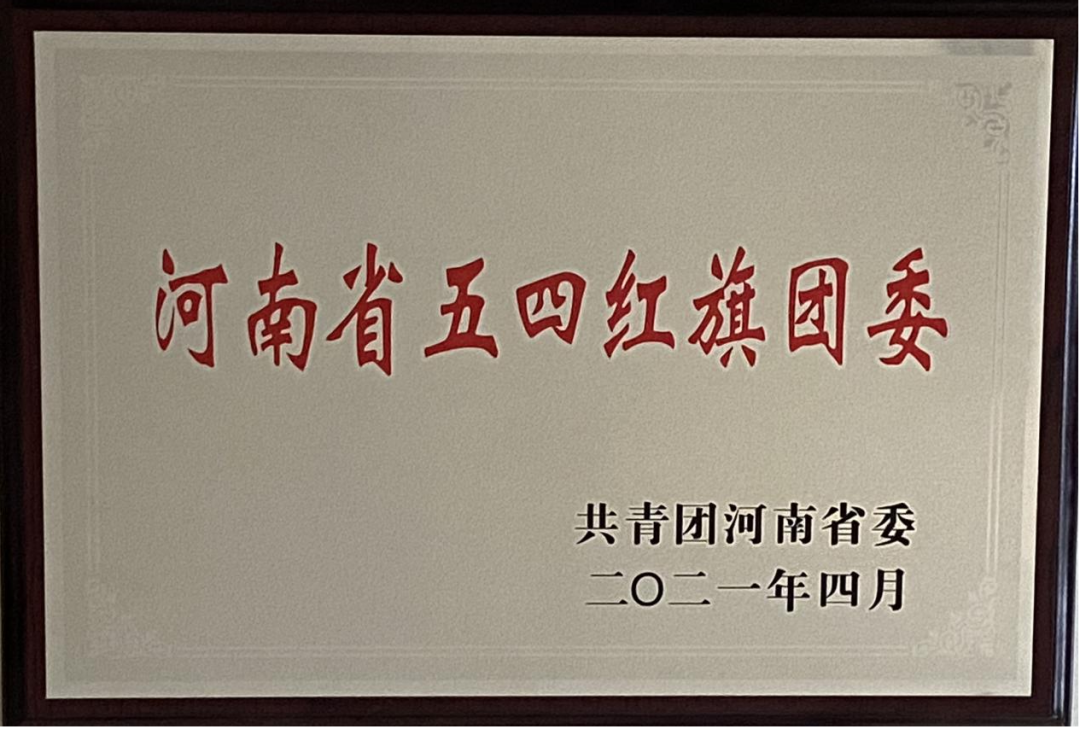 河南省五四红旗团委
共青团河南省委
二〇二一年四月